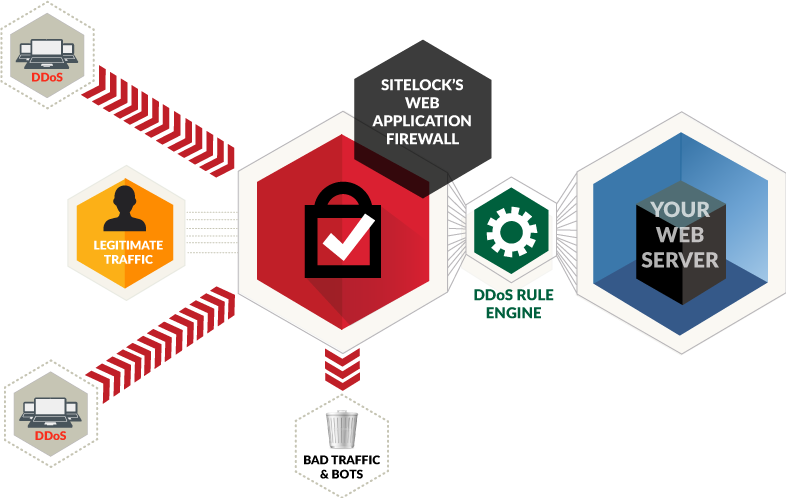 DDoS
SITELOCK'S
WEB
APPLICATION
FIREWALL
LEGITIMATE
TRAFFIC
YOUR
WEB
SERVER
DDoS RULE
ENGINE
DDoS
BAD TRAFFIC
& BOTS